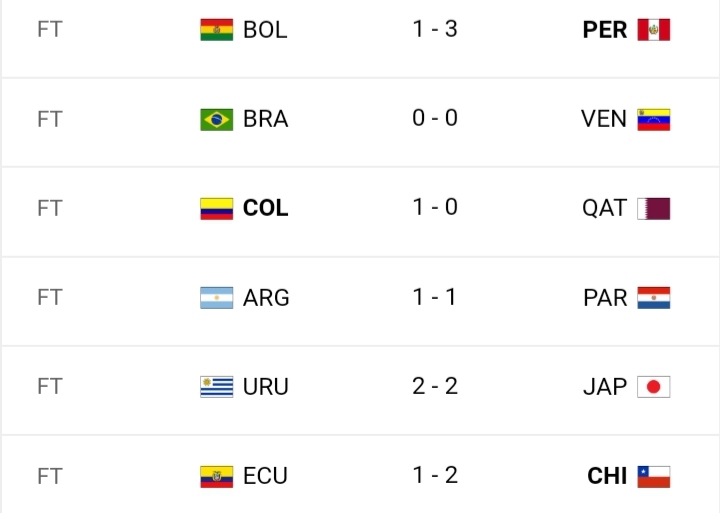 FT BOL 1 - 3 PER
FT BRA 0 - 0 VEN
FT COL 1 - 0 QAT
FT ARG 1 - 1 PAR
FT URU 2 - 2 JAP
FT ECU 1 - 2 CHI